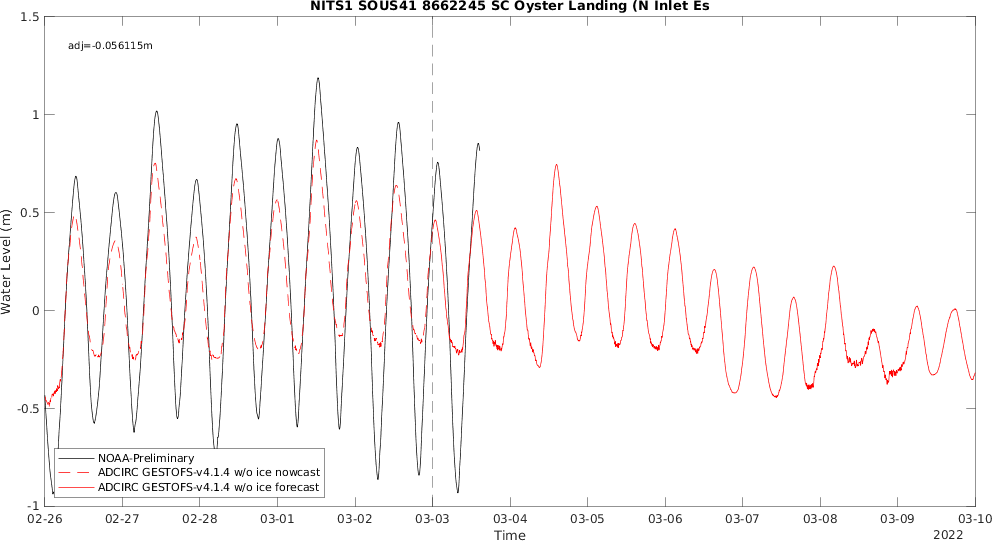 NITS1 SOUS41 8662245 SC Oyster Landing (N Inlet Es
1.5
adj=-0.056115m
1
0.5
0
-0.5
-1
Water Level (m)
NOAA-Preliminary
ADCIRC GESTOFS-v4.1.4 w/o ice nowcast
ADCIRC GESTOFS-v4.1.4 w/o ice forecast
02-26 02-27 02-28 03-01 03-02 03-03 03-04 03-05 03-06 03-07 03-08 03-09 03-10
Time
2022